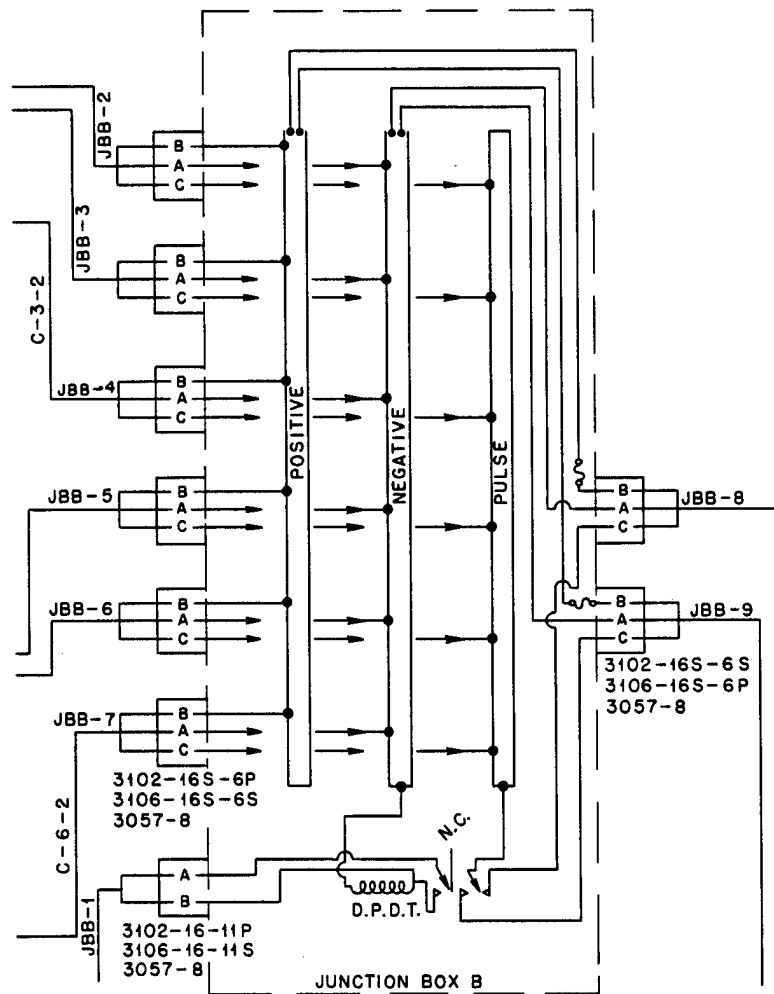 JBB-2
B
A
C
JBB-3
B
A
C
C-3-2
JBB-4
B
A
C
POSITIVE
NEGATIVE
PULSE
JBB-5
B
A
C
B
A
C
JBB-8
JBB-6
B
A
C
B
A
C
JBB-9
3102-16S-6S
3106-16S-6P
3057-8
JBB-7
B
A
C
3102-16S-6P
3106-16S-6S
3057-8
C-6-2
N.C.
A
B
D.P.D.T.
JBB-1
3102-16-11P
3106-16-11S
3057-8
JUNCTION BOX B